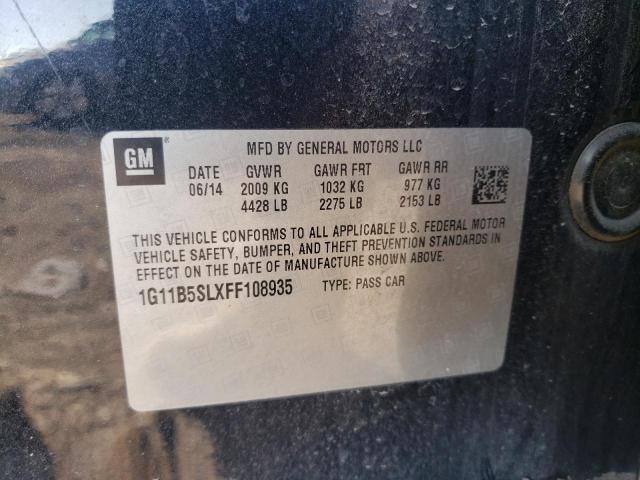 GM
MFD BY GENERAL MOTORS LLC
DATE GVWR GAWR FRT GAWR RR
06/14 2009 KG 1032 KG 977 KG
4428 LB 2275 LB 2153 LB
THIS VEHICLE CONFORMS TO ALL APPLICABLE U.S. FEDERAL MOTOR
VEHICLE SAFETY, BUMPER, AND THEFT PREVENTION STANDARDS IN
EFFECT ON THE DATE OF MANUFACTURE SHOWN ABOVE.
1G11B5SLXFF108935 TYPE: PASS CAR